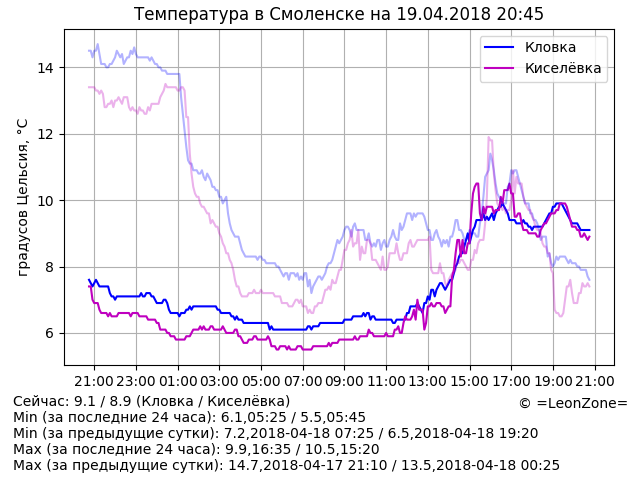 Температура в Смоленске на 19.04.2018 20:45
Кловка
Киселёвка
градусов Цельсия, °C
14
12
10
8
6
21:00 23:00 01:00 03:00 05:00 07:00 09:00 11:00 13:00 15:00 17:00 19:00 21:00
Сейчас: 9.1 / 8.9 (Кловка / Киселёвка)
© =LeonZone=
Min (за последние 24 часа): 6.1,05:25 / 5.5,05:45
Min (за предыдущие сутки): 7.2,2018-04-18 07:25 / 6.5,2018-04-18 19:20
Max (за последние 24 часа): 9.9,16:35 / 10.5,15:20
Max (за предыдущие сутки): 14.7,2018-04-17 21:10 / 13.5,2018-04-18 00:25